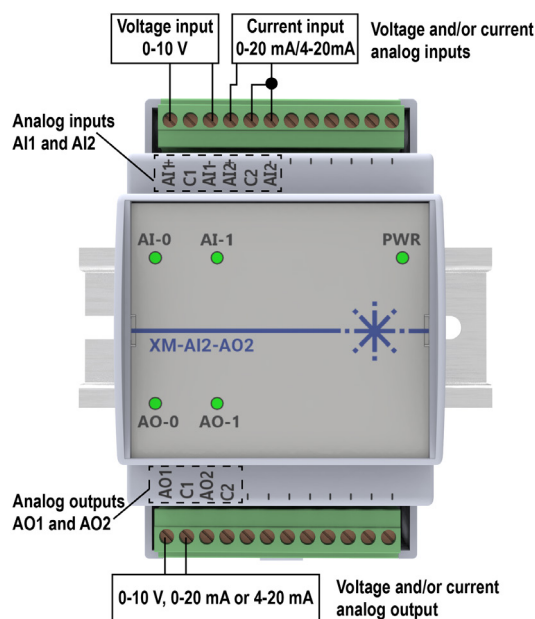 Voltage input
0-10 V
Current input
0-20 mA/4-20mA
Voltage and/or current
analog inputs
Analog inputs
AI1 and AI2
AI1+
C1
AI1-
AI2+
C2
AI2-
AI-0
AI-1
PWR
XM-AI2-AO2
AO-0
AO-1
AO1
C1
AO2
C2
Analog outputs
AO1 and AO2
0-10 V, 0-20 mA or 4-20 mA
Voltage and/or current
analog output